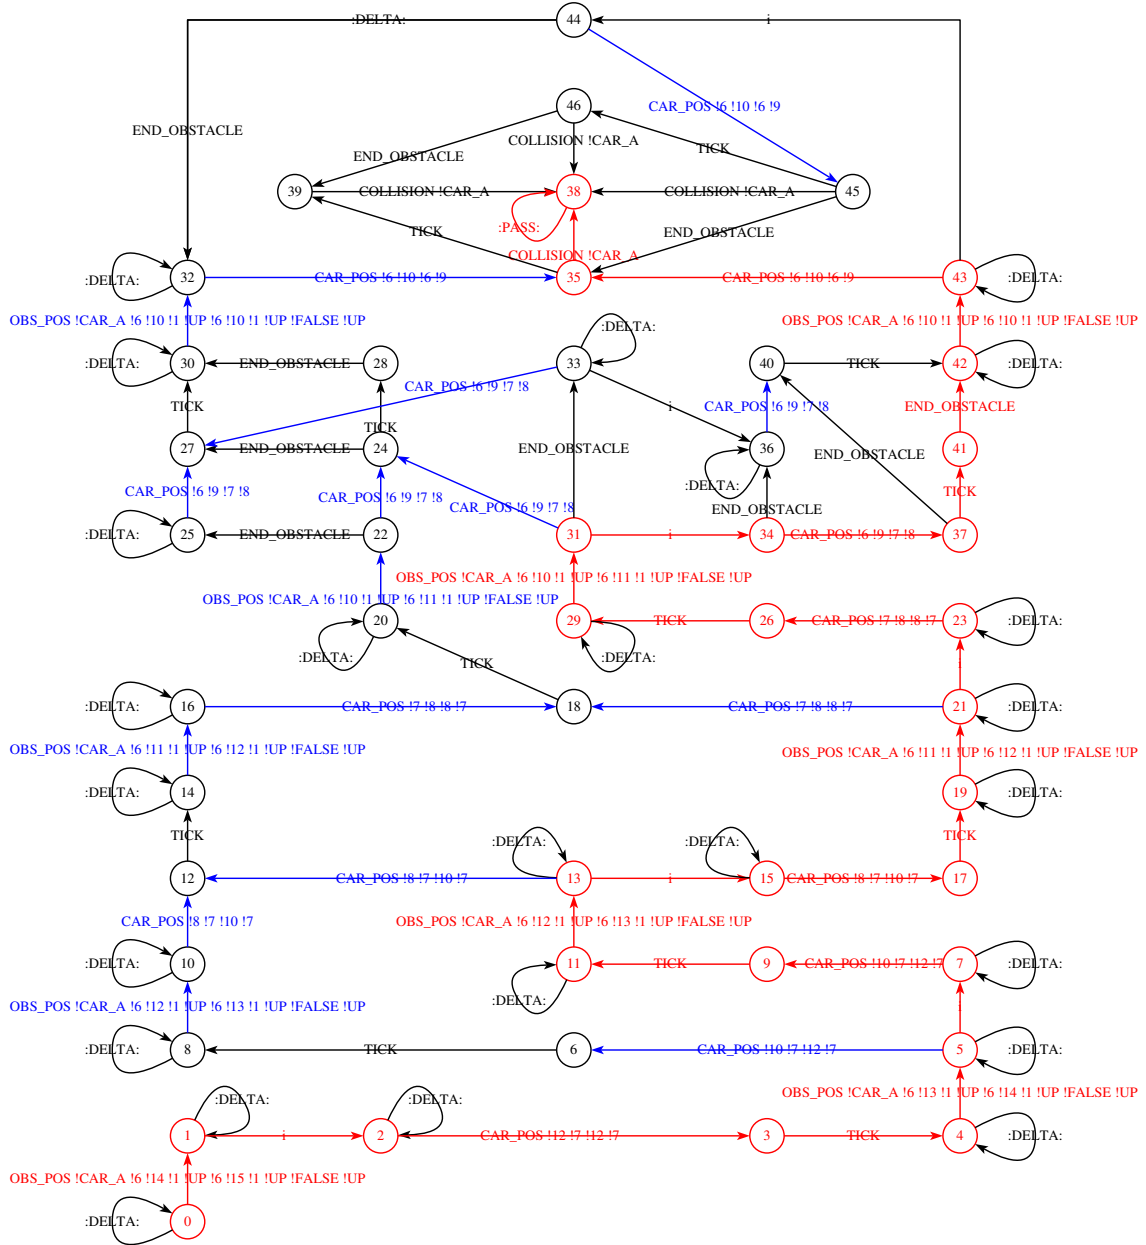 44
:DELTA:
i
46
CAR_POS !6 !10 !6 !9
END_OBSTACLE
COLLISION !CAR_A
TICK
END_OBSTACLE
39
COLLISION !CAR_A
38
COLLISION !CAR_A
45
:PASS:
TICK
END_OBSTACLE
COLLISION !CAR_A
:DELTA:
32
CAR_POS !6 !10 !6 !9
35
CAR_POS !6 !10 !6 !9
43
:DELTA:
OBS_POS !CAR_A !6 !10 !1 !UP !6 !10 !1 !UP !FALSE !UP
OBS_POS !CAR_A !6 !10 !1 !UP !6 !10 !1 !UP !FALSE !UP
:DELTA:
:DELTA:
30
END_OBSTACLE
28
33
40
TICK
42
:DELTA:
CAR_POS !6 !9 !7 !8
TICK
i
CAR_POS !6 !9 !7 !8
END_OBSTACLE
TICK
27
END_OBSTACLE
24
END_OBSTACLE
36
END_OBSTACLE
41
CAR_POS !6 !9 !7 !8
CAR_POS !6 !9 !7 !8
CAR_POS !6 !9 !7 !8
:DELTA:
TICK
END_OBSTACLE
:DELTA:
25
END_OBSTACLE
22
31
i
34
CAR_POS !6 !9 !7 !8
37
OBS_POS !CAR_A !6 !10 !1 !UP !6 !11 !1 !UP !FALSE !UP
OBS_POS !CAR_A !6 !10 !1 !UP !6 !11 !1 !UP !FALSE !UP
20
29
TICK
26
CAR_POS !7 !8 !8 !7
23
:DELTA:
:DELTA:
:DELTA:
TICK
i
:DELTA:
16
CAR_POS !7 !8 !8 !7
18
CAR_POS !7 !8 !8 !7
21
:DELTA:
OBS_POS !CAR_A !6 !11 !1 !UP !6 !12 !1 !UP !FALSE !UP
OBS_POS !CAR_A !6 !11 !1 !UP !6 !12 !1 !UP !FALSE !UP
:DELTA:
14
19
:DELTA:
TICK
:DELTA:
:DELTA:
TICK
12
CAR_POS !8 !7 !10 !7
13
i
15
CAR_POS !8 !7 !10 !7
17
CAR_POS !8 !7 !10 !7
OBS_POS !CAR_A !6 !12 !1 !UP !6 !13 !1 !UP !FALSE !UP
:DELTA:
10
11
TICK
9
CAR_POS !10 !7 !12 !7
7
:DELTA:
:DELTA:
OBS_POS !CAR_A !6 !12 !1 !UP !6 !13 !1 !UP !FALSE !UP
i
:DELTA:
8
TICK
6
CAR_POS !10 !7 !12 !7
5
:DELTA:
OBS_POS !CAR_A !6 !13 !1 !UP !6 !14 !1 !UP !FALSE !UP
:DELTA:
:DELTA:
1
i
2
CAR_POS !12 !7 !12 !7
3
TICK
4
:DELTA:
OBS_POS !CAR_A !6 !14 !1 !UP !6 !15 !1 !UP !FALSE !UP
:DELTA:
0